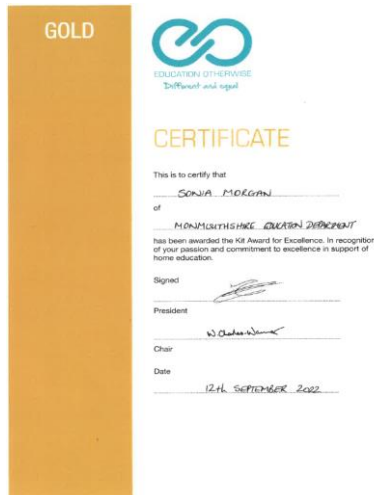 GOLD
EDUCATION OTHERWISE
Different and equal
CERTIFICATE
This is to certify that
SONIA MORGAN
of
MONMOUTHSHIRE EDUCATION DEPARTMENT
has been awarded the Kit Award for Excellence. In recognition
of your passion and commitment to excellence in support of
home education.
Signed
President
Chair
Date
12th SEPTEMBER 2022